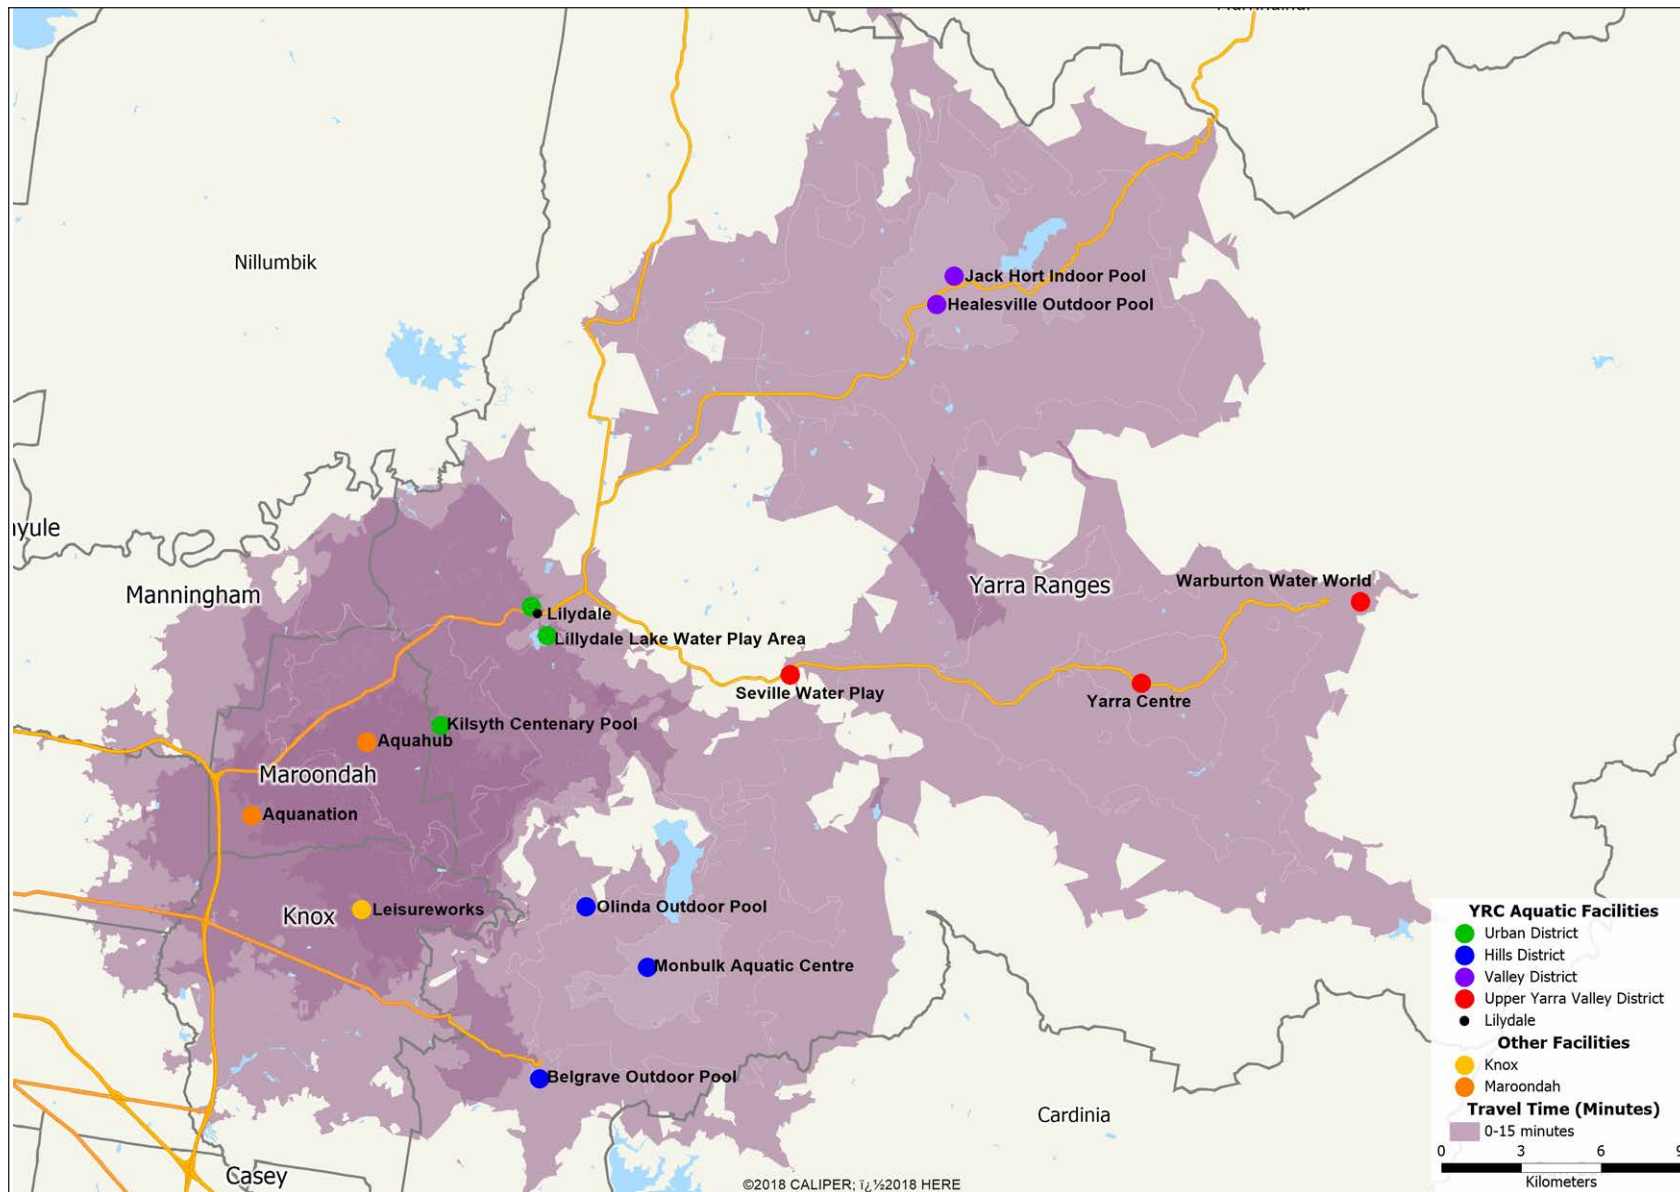 Nillumbik
Jack Hort Indoor Pool
Healesville Outdoor Pool
Manningham
Yarra Ranges
Warburton Water World
Lilydale
Lillydale Lake Water Play Area
Seville Water Play
Yarra Centre
Kilsyth Centenary Pool
Aquahub
Maroondah
Aquanation
Knox
Leisureworks
Olinda Outdoor Pool
Monbulk Aquatic Centre
Belgrave Outdoor Pool
Cardinia
Casey
©2018 CALIPER; ï¿½2018 HERE
YRC Aquatic Facilities
Urban District
Hills District
Valley District
Upper Yarra Valley District
Lilydale
Other Facilities
Knox
Maroondah
Travel Time (Minutes)
0-15 minutes
0 3 6 9
Kilometers